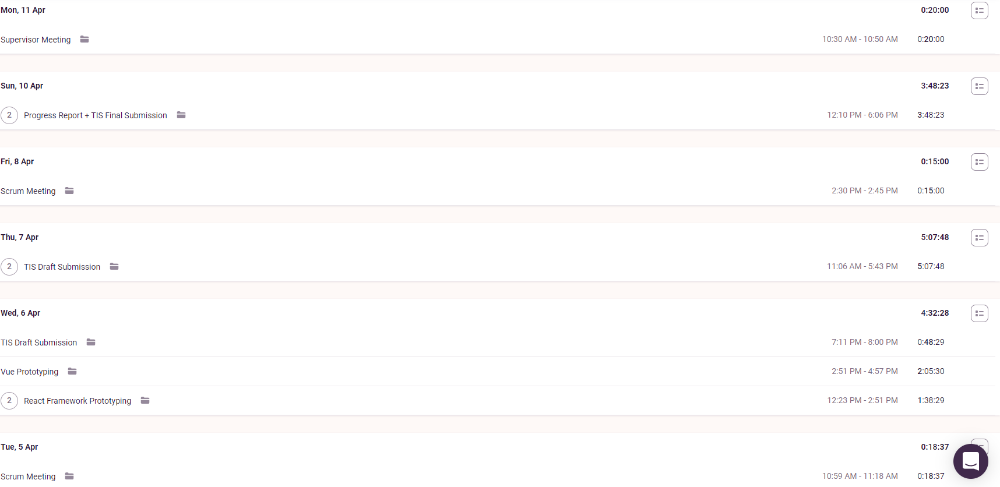 Mon, 11 Apr 0:20:00
Supervisor Meeting 10:30 AM - 10:50 AM 0:20:00
Sun, 10 Apr 3:48:23
2 Progress Report + TIS Final Submission 12:10 PM - 6:06 PM 3:48:23
Fri, 8 Apr 0:15:00
Scrum Meeting 2:30 PM - 2:45 PM 0:15:00
Thu, 7 Apr 5:07:48
2 TIS Draft Submission 11:06 AM - 5:43 PM 5:07:48
Wed, 6 Apr 4:32:28
TIS Draft Submission 7:11 PM - 8:00 PM 0:48:29
Vue Prototyping 2:51 PM - 4:57 PM 2:05:30
2 React Framework Prototyping 12:23 PM - 2:51 PM 1:38:29
Tue, 5 Apr 0:18:37
Scrum Meeting 10:59 AM - 11:18 AM 0:18:37